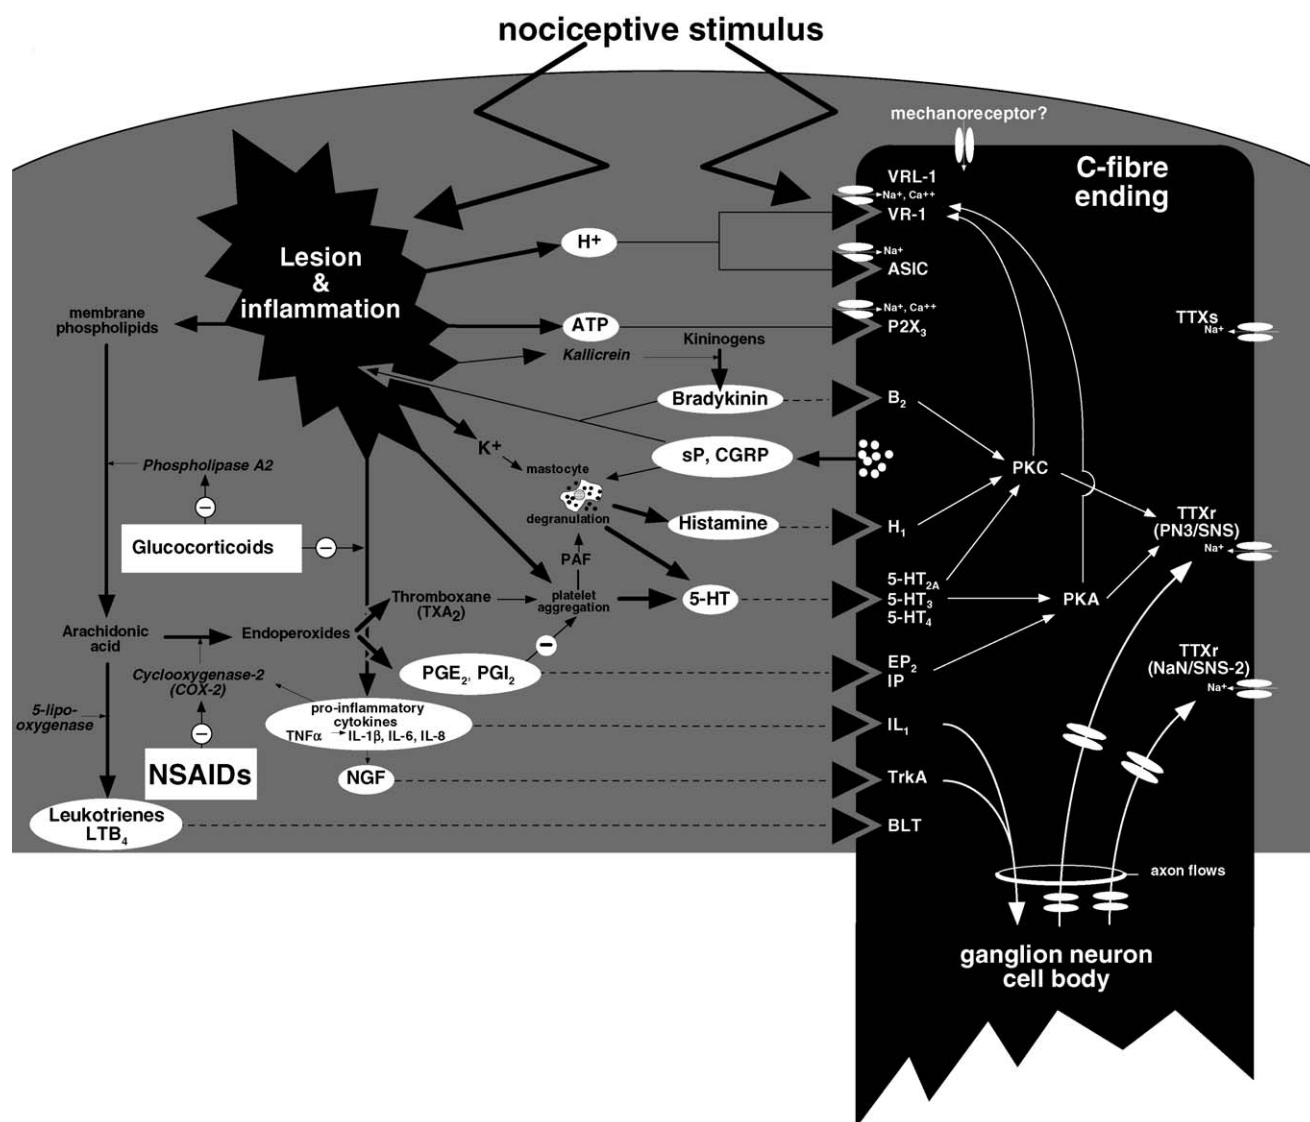 nociceptive stimulus
mechanoreceptor?
C-fibre
ending
VRL-1
Na+, Ca++
VR-1
Na+
ASIC
Na+, Ca++
P2X₃
TTXs
Na+
Lesion
&
inflammation
H+
ATP
membrane
phospholipids
Kallicrein
Kininogens
Bradykinin
B₂
K+
sP, CGRP
mastocyte
degranulation
Histamine
H₁
PKC
Phospholipase A2
−
Glucocorticoids
−
PAF
TTXr
(PN3/SNS)
Na+
Thromboxane
(TXA₂)
platelet
aggregation
5-HT
5-HT₂A
5-HT₃
5-HT₄
PKA
Arachidonic
acid
Endoperoxides
−
PGE₂, PGI₂
EP₂
IP
TTXr
(NaN/SNS-2)
Na+
Cyclooxygenase-2
(COX-2)
5-lipo-
oxygenase
−
NSAIDs
pro-inflammatory
cytokines
TNFα IL-1β, IL-6, IL-8
IL₁
NGF
TrkA
Leukotrienes
LTB₄
BLT
axon flows
ganglion neuron
cell body